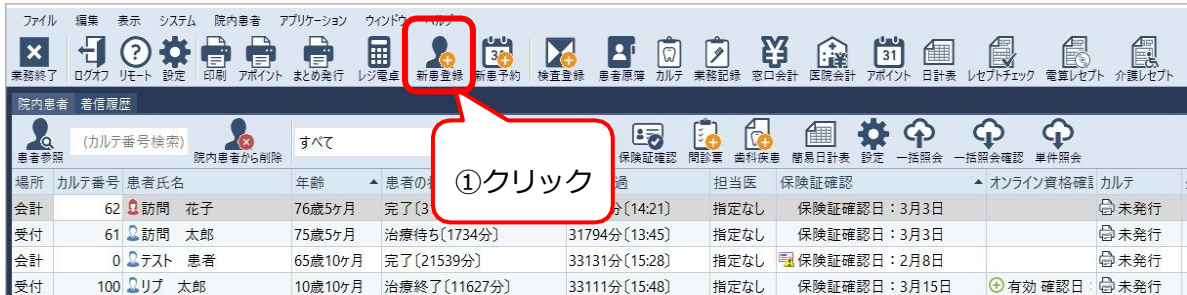 ファイル 編集 表示 システム 院内患者 アプリケーション ウィンドウ
業務終了 ログオフ リモート 設定 印刷 アポイント まとめ発行 レジ電卓 新患登録 新患予約 検査登録 患者原簿 カルテ 業務記録 窓口会計 医院会計 アポイント 日計表 レセプトチェック 電算レセプト 介護レセプト
院内患者 着信履歴
患者参照 (カルテ番号検索) 院内患者から削除 すべて 保険証確認 問診票 歯科疾患 簡易日計表 設定 一括照会 一括照会確認 単件照会
①クリック
場所 カルテ番号 患者氏名 年齢 患者の 過 担当医 保険証確認 オンライン資格確 カルテ
会計 62 訪問 花子 76歳5ケ月 完了〔3 分〔14:21〕 指定なし 保険証確認日:3月3日 未発行
受付 61 訪問 太郎 75歳5ケ月 治療待ち〔1734分〕 31794分〔13:45〕 指定なし 保険証確認日:3月3日 未発行
会計 0 テスト 患者 65歳10ケ月 完了〔21539分〕 33131分〔15:28〕 指定なし 保険証確認日:2月8日 未発行
受付 100 リプ 太郎 10歳10ケ月 治療終了〔11627分〕 33111分〔15:48〕 指定なし 保険証確認日:3月15日 有効 確認日 未発行